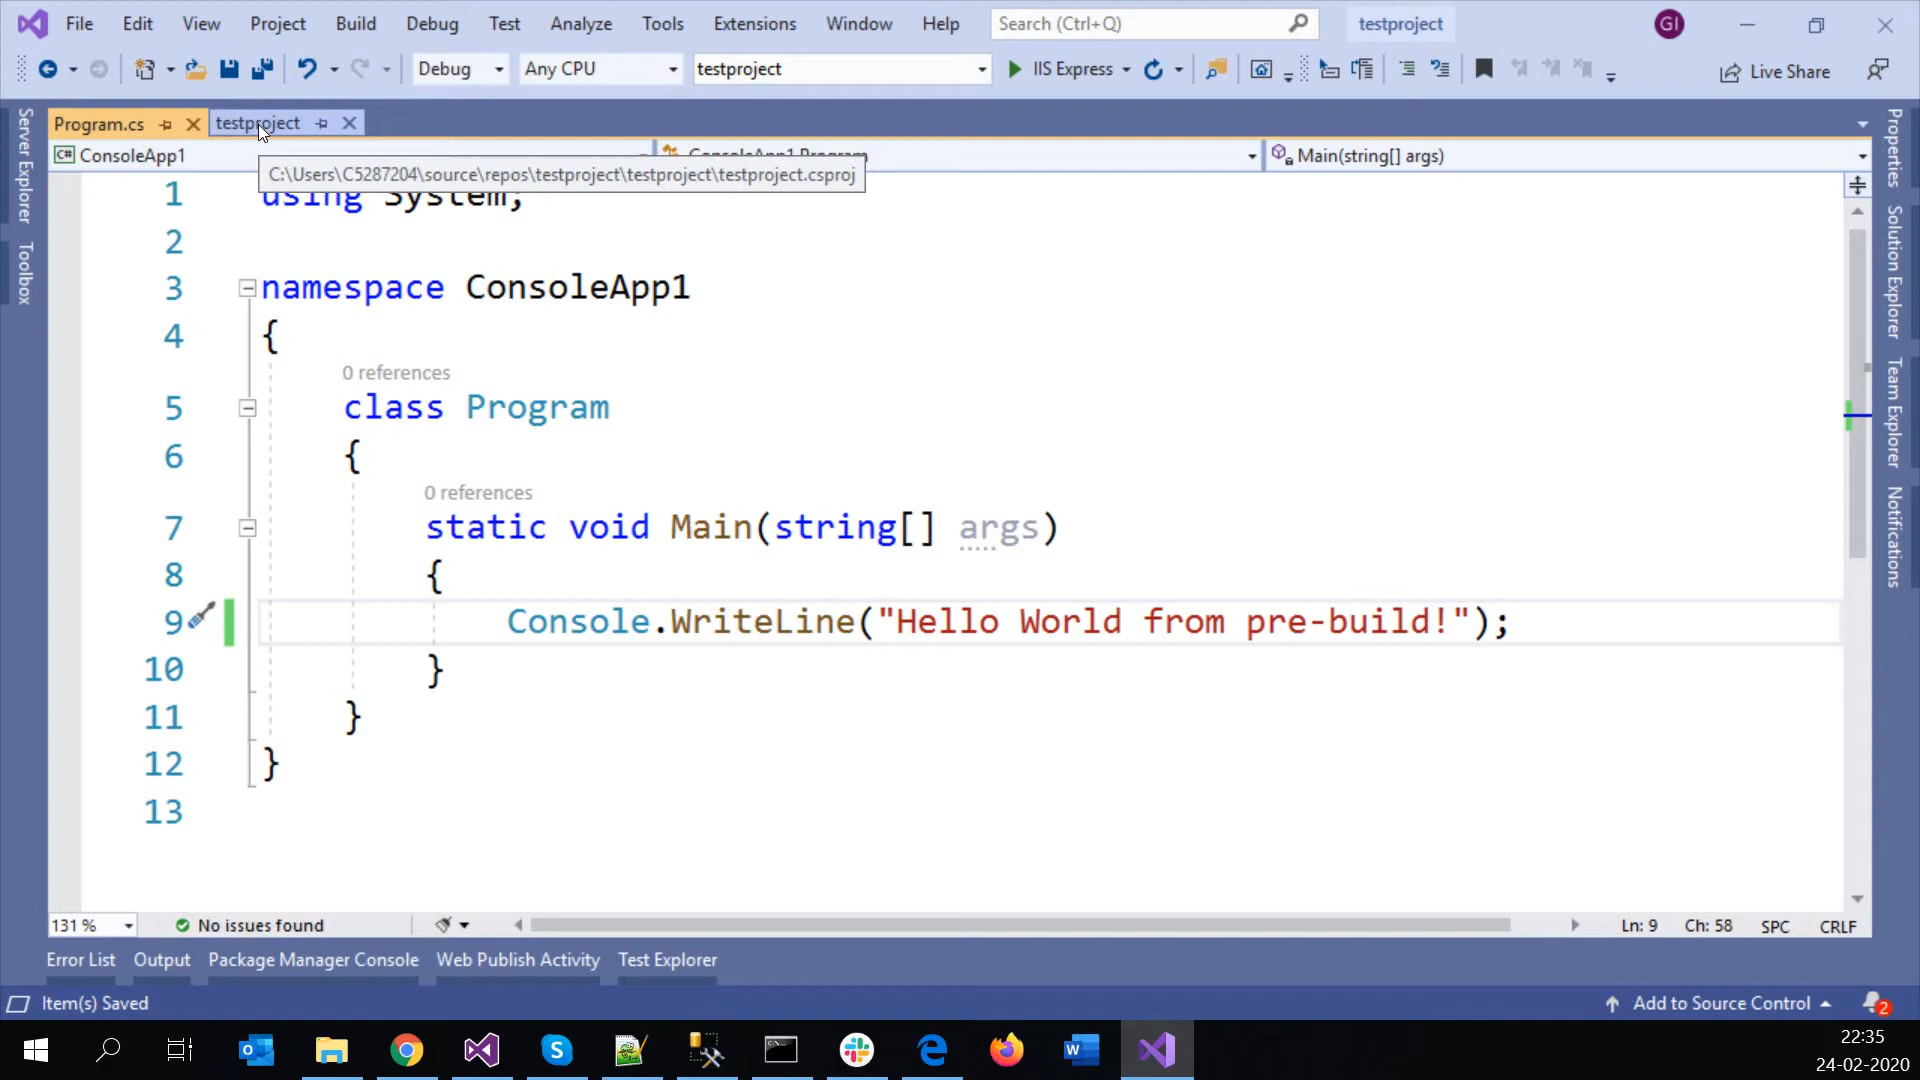 File Edit View Project Build Debug Test Analyze Tools Extensions Window Help Search (Ctrl+Q) testproject GI
Debug Any CPU testproject IIS Express Live Share
Program.cs testproject
ConsoleApp1 ConsoleApp1.Program Main(string[] args)
C:\Users\C5287204\source\repos\testproject\testproject\testproject.csproj
Server Explorer
Toolbox
Properties
Solution Explorer
Team Explorer
Notifications
1 using System;
2
3 namespace ConsoleApp1
4 {
0 references
5 class Program
6 {
0 references
7 static void Main(string[] args)
8 {
9 Console.WriteLine("Hello World from pre-build!");
10 }
11 }
12 }
13
131 % No issues found Ln: 9 Ch: 58 SPC CRLF
Error List Output Package Manager Console Web Publish Activity Test Explorer
Item(s) Saved Add to Source Control 2
22:35
24-02-2020